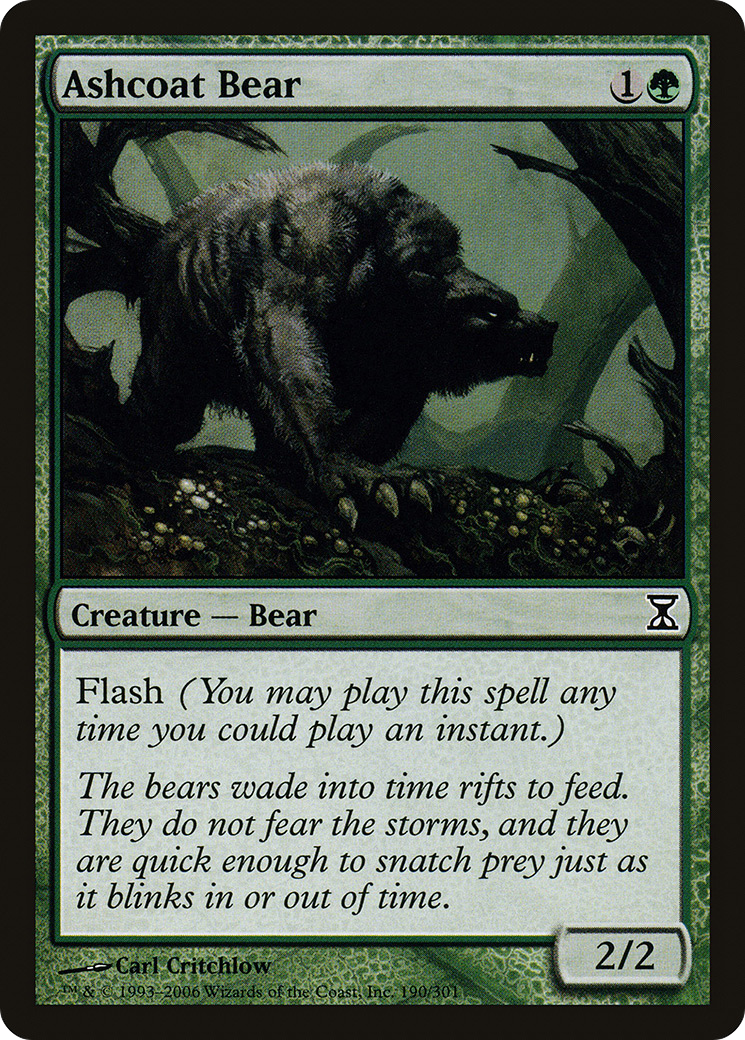 Ashcoat Bear 1
Creature — Bear
Flash (You may play this spell any
time you could play an instant.)
The bears wade into time rifts to feed.
They do not fear the storms, and they
are quick enough to snatch prey just as
it blinks in or out of time.
2/2
Carl Critchlow
™ & © 1993–2006 Wizards of the Coast, Inc. 190/301